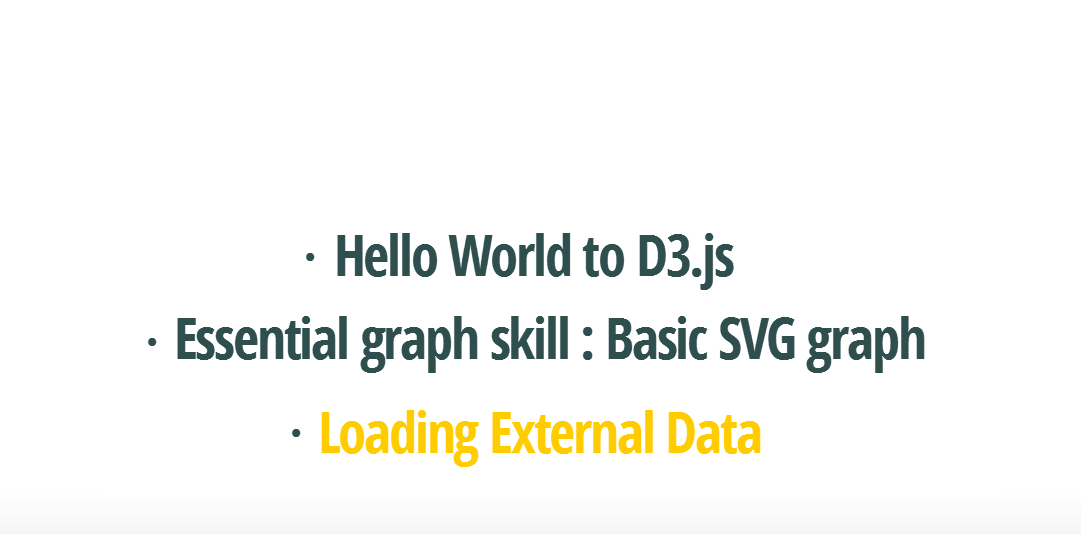 · Hello World to D3.js
· Essential graph skill : Basic SVG graph
· Loading External Data